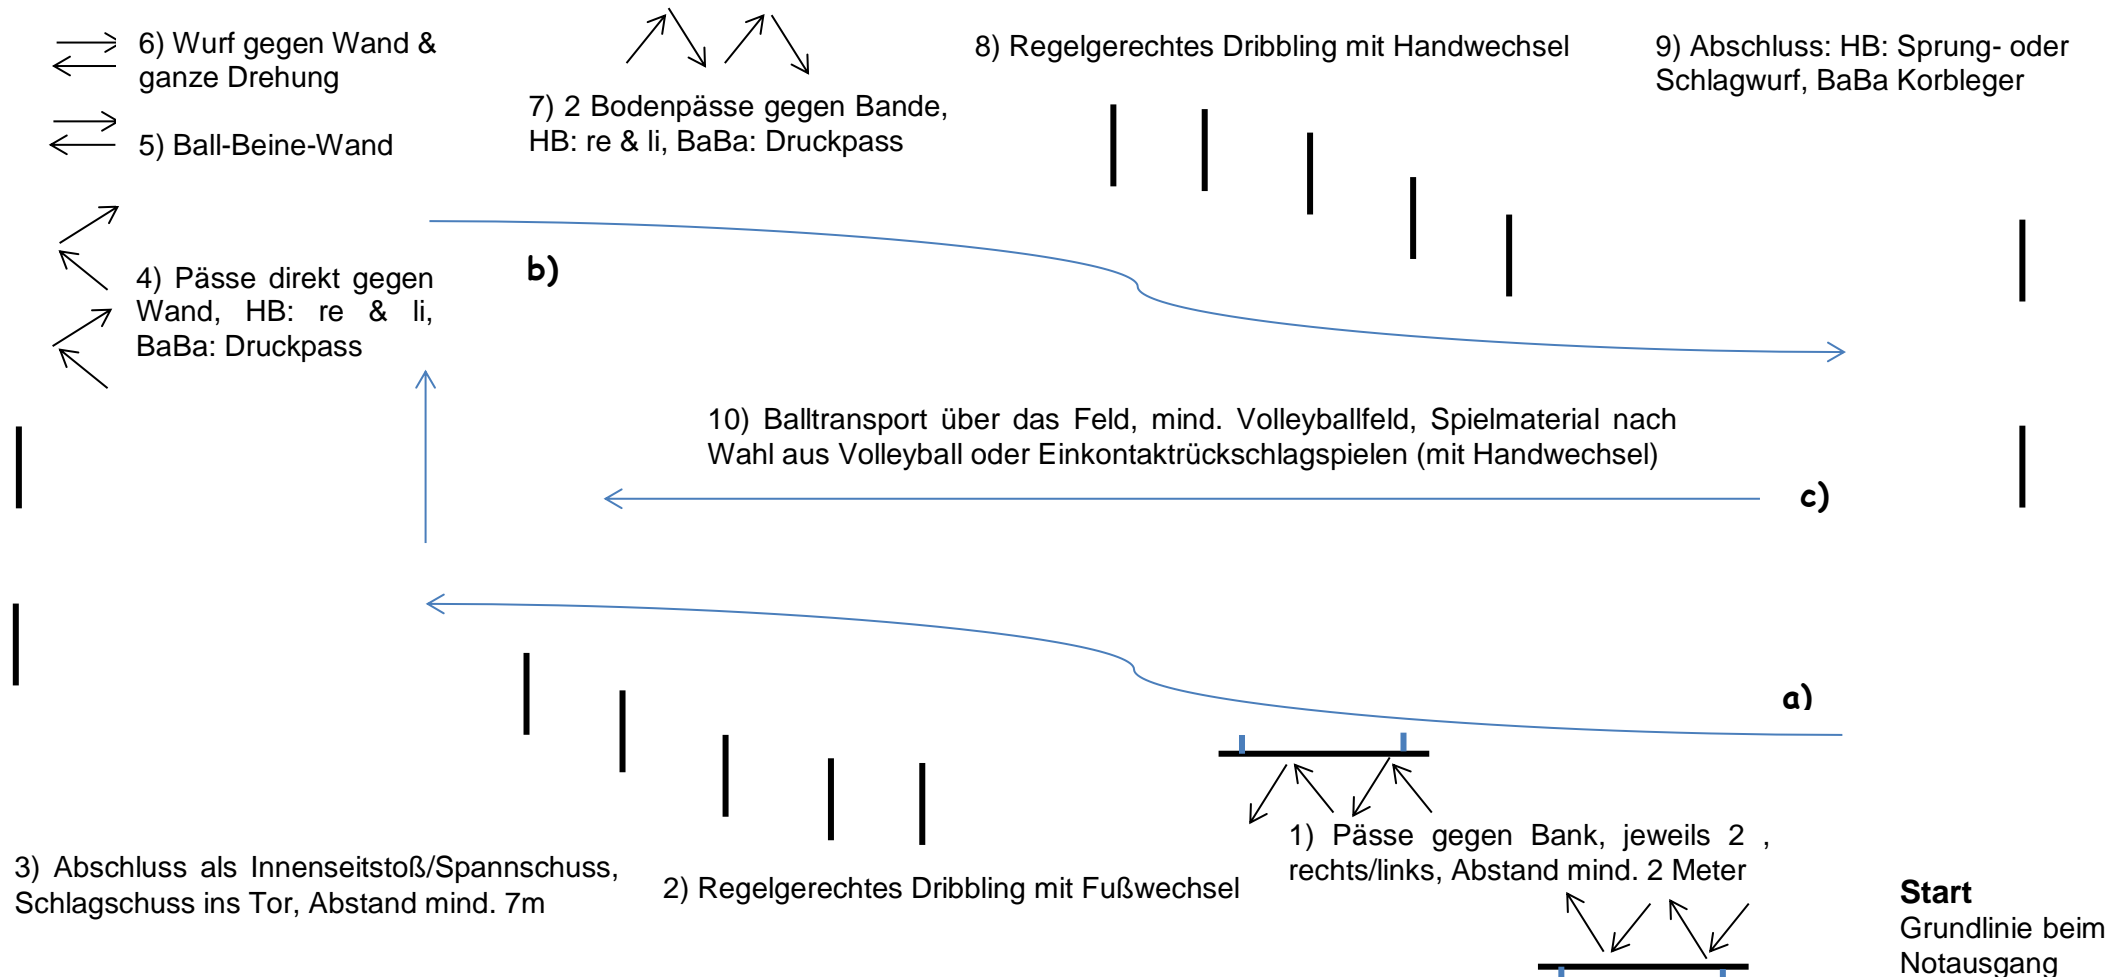 6) Wurf gegen Wand &
ganze Drehung
5) Ball-Beine-Wand
7) 2 Bodenpässe gegen Bande,
HB: re & li, BaBa: Druckpass
8) Regelgerechtes Dribbling mit Handwechsel
9) Abschluss: HB: Sprung- oder
Schlagwurf, BaBa Korbleger
4) Pässe direkt gegen
Wand, HB: re & li,
BaBa: Druckpass
b)
10) Balltransport über das Feld, mind. Volleyballfeld, Spielmaterial nach
Wahl aus Volleyball oder Einkontaktrückschlagspielen (mit Handwechsel)
c)
a)
3) Abschluss als Innenseitstoß/Spannschuss,
Schlagschuss ins Tor, Abstand mind. 7m
2) Regelgerechtes Dribbling mit Fußwechsel
1) Pässe gegen Bank, jeweils 2 ,
rechts/links, Abstand mind. 2 Meter
Start
Grundlinie beim
Notausgang